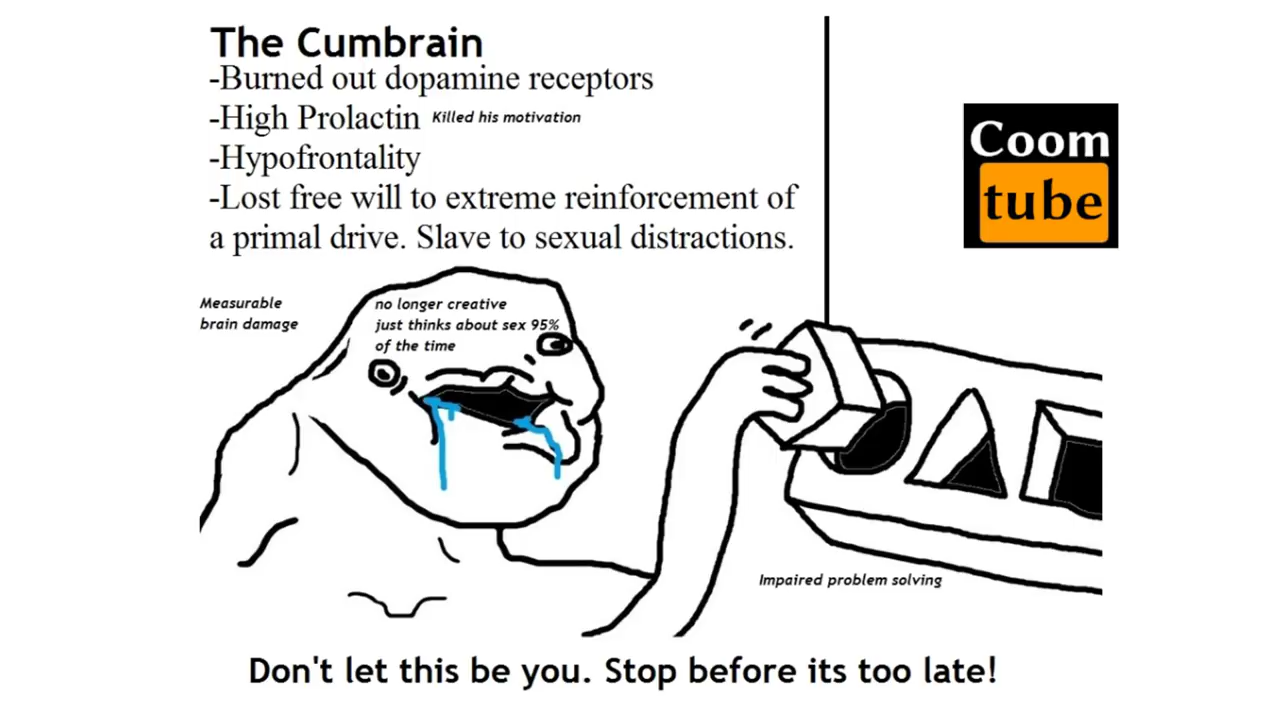 The Cumbrain
-Burned out dopamine receptors
-High Prolactin Killed his motivation
-Hypofrontality
-Lost free will to extreme reinforcement of
a primal drive. Slave to sexual distractions.
Coom
tube
Measurable
brain damage
no longer creative
just thinks about sex 95%
of the time
Impaired problem solving
Don't let this be you. Stop before its too late!